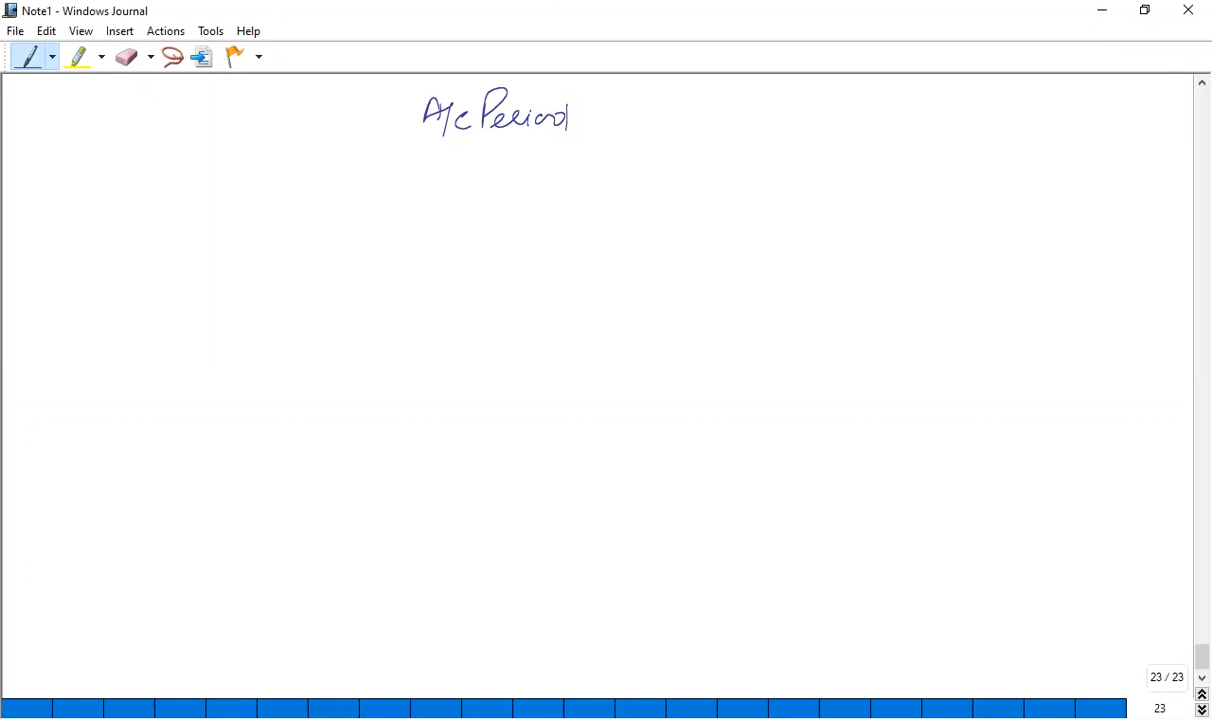 Note1 - Windows Journal
File Edit View Insert Actions Tools Help
A/c Period
23 / 23
23